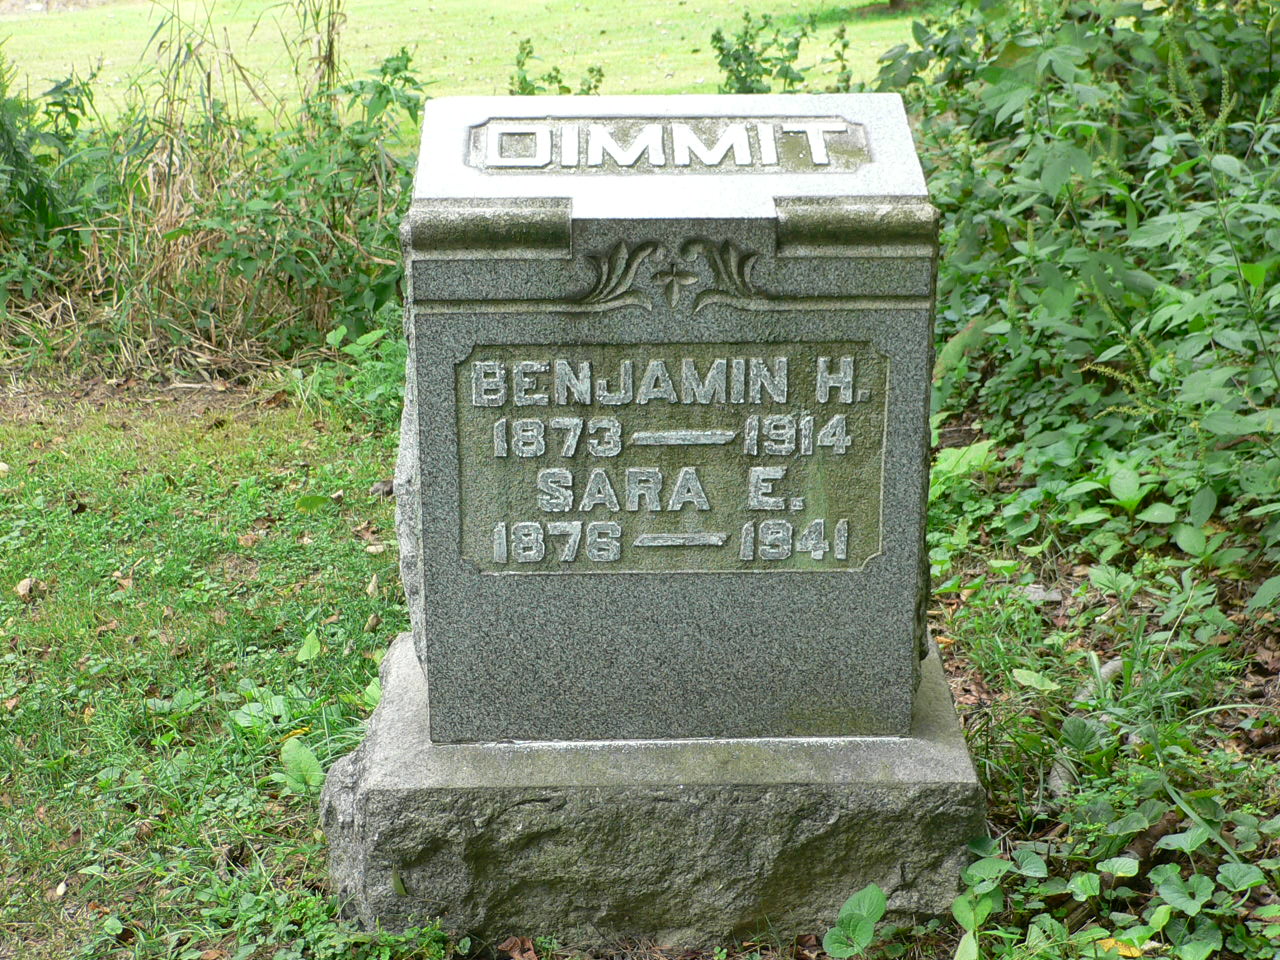 DIMMIT
BENJAMIN H.
1873 — 1914
SARA E.
1876 — 1941